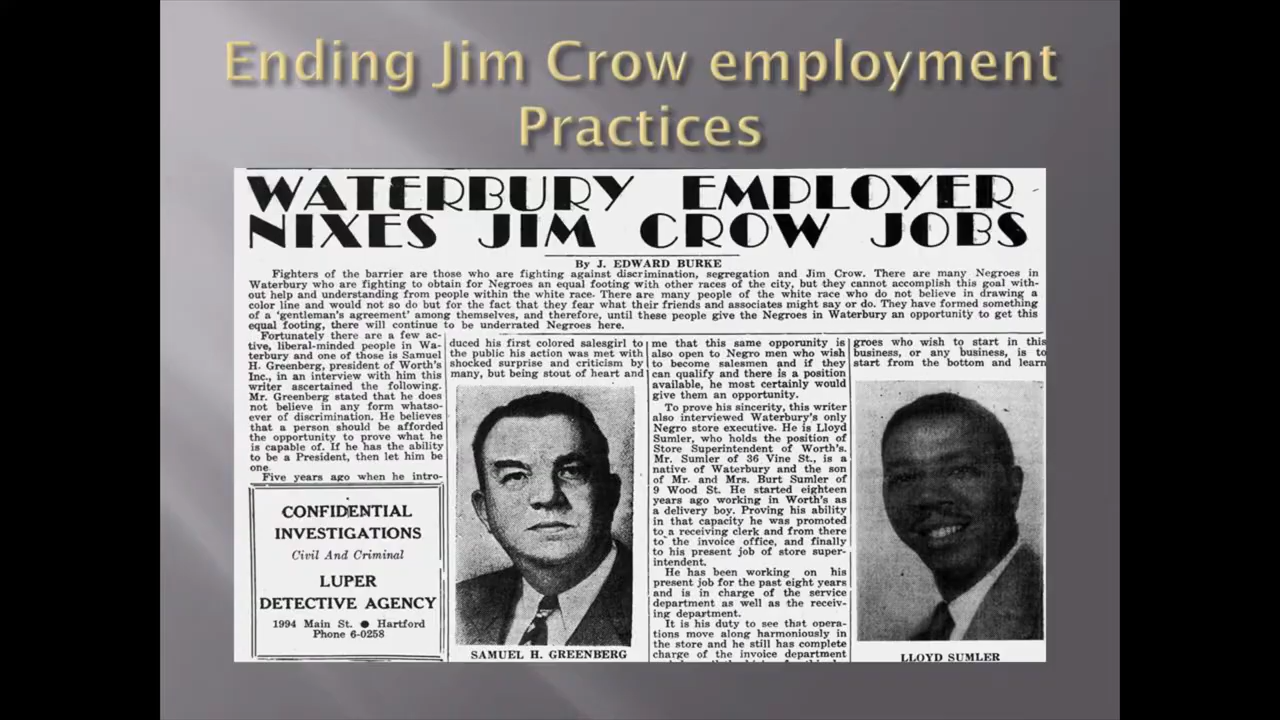 Ending Jim Crow employment
Practices
WATERBURY EMPLOYER
NIXES JIM CROW JOBS
By J. EDWARD BURKE
Fighters of the barrier are those who are fighting against discrimination, segregation and Jim Crow. There are many Negroes in
Waterbury who are fighting to obtain for Negroes an equal footing with other races of the city, but they cannot accomplish this goal with-
out help and understanding from people within the white race. There are many people of the white race who do not believe in drawing a
color line and would not so do but for the fact that they fear what their friends and associates might say or do. They have formed something
of a 'gentleman's agreement' among themselves, and therefore, until these people give the Negroes in Waterbury an opportunity to get this
equal footing, there will continue to be underrated Negroes here.
Fortunately there are a few ac-
tive, liberal-minded people in Wa-
terbury and one of those is Samuel
H. Greenberg, president of Worth's
Inc., in an interview with him this
writer ascertained the following.
Mr. Greenberg stated that he does
not believe in any form whatso-
ever of discrimination. He believes
that a person should be afforded
the opportunity to prove what he
is capable of. If he has the ability
to be a President, then let him be
one.
Five years ago when he intro-
CONFIDENTIAL
INVESTIGATIONS
Civil And Criminal
LUPER
DETECTIVE AGENCY
1994 Main St. ● Hartford
Phone 6-0258
duced his first colored salesgirl to
the public his action was met with
shocked surprise and criticism by
many, but being stout of heart and
SAMUEL H. GREENBERG
me that this same opporunity is
also open to Negro men who wish
to become salesmen and if they
can qualify and there is a position
available, he most certainly would
give them an opportunity.
To prove his sincerity, this writer
also interviewed Waterbury's only
Negro store executive. He is Lloyd
Sumler, who holds the position of
Store Superintendent of Worth's.
Mr. Sumler of 36 Vine St., is a
native of Waterbury and the son
of Mr. and Mrs. Burt Sumler of
9 Wood St. He started eighteen
years ago working in Worth's as
a delivery boy. Proving his ability
in that capacity he was promoted
to a receiving clerk and from there
to the invoice office, and finally
to his present job of store super-
intendent.
He has been working on his
present job for the past eight years
and is in charge of the service
department as well as the receiv-
ing department.
It is his duty to see that opera-
tions move along harmoniously in
the store and he still has complete
charge of the invoice department
groes who wish to start in this
business, or any business, is to
start from the bottom and learn
LLOYD SUMLER